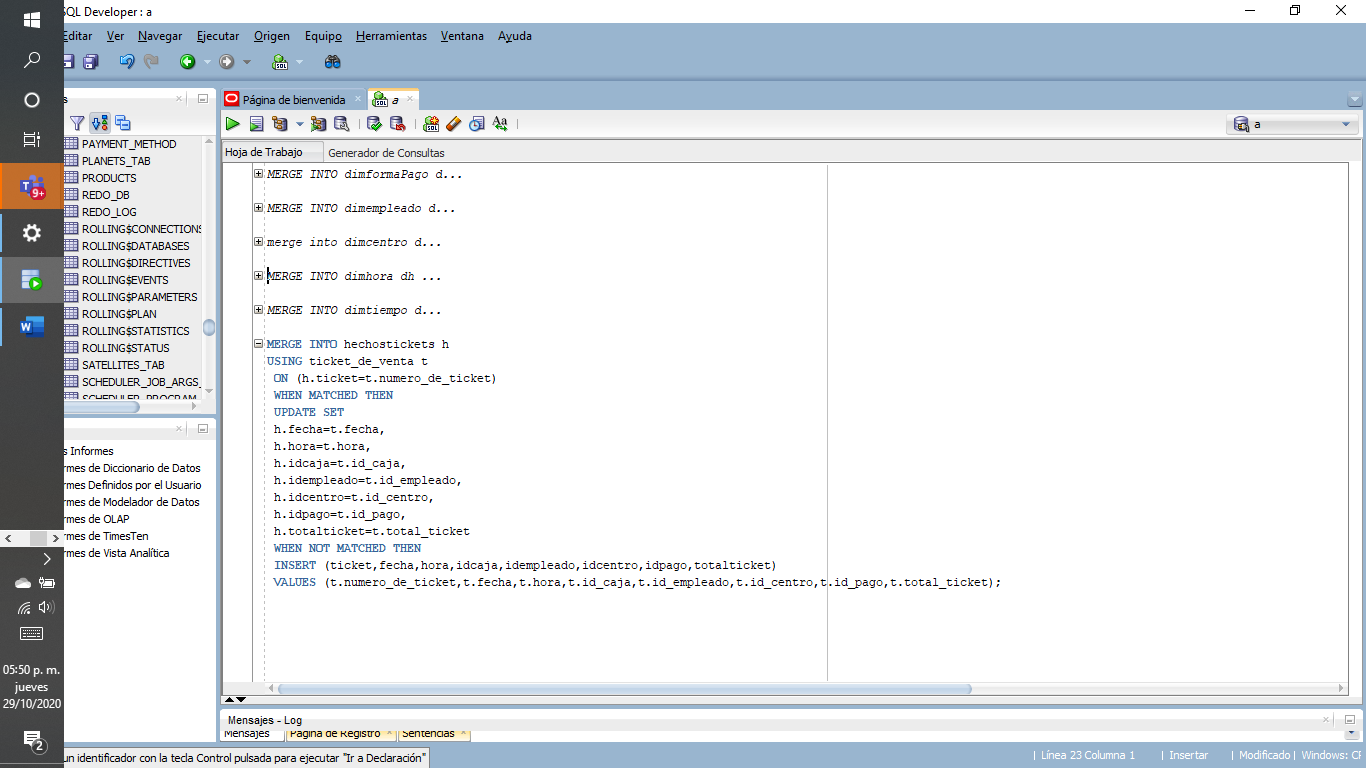 SQL Developer : a
Editar Ver Navegar Ejecutar Origen Equipo Herramientas Ventana Ayuda
Página de bienvenida
a
a
Hoja de Trabajo
Generador de Consultas
PAYMENT_METHOD
PLANETS_TAB
PRODUCTS
REDO_DB
REDO_LOG
ROLLING$CONNECTIONS
ROLLING$DATABASES
ROLLING$DIRECTIVES
ROLLING$EVENTS
ROLLING$PARAMETERS
ROLLING$PLAN
ROLLING$STATISTICS
ROLLING$STATUS
SATELLITES_TAB
SCHEDULER_JOB_ARGS_
SCHEDULER_PROGRAM
s Informes
rmes de Diccionario de Datos
rmes Definidos por el Usuario
rmes de Modelador de Datos
rmes de OLAP
rmes de TimesTen
rmes de Vista Analítica
MERGE INTO dimformaPago d...
MERGE INTO dimempleado d...
merge into dimcentro d...
MERGE INTO dimhora dh ...
MERGE INTO dimtiempo d...
MERGE INTO hechostickets h
USING ticket_de_venta t
ON (h.ticket=t.numero_de_ticket)
WHEN MATCHED THEN
UPDATE SET
h.fecha=t.fecha,
h.hora=t.hora,
h.idcaja=t.id_caja,
h.idempleado=t.id_empleado,
h.idcentro=t.id_centro,
h.idpago=t.id_pago,
h.totalticket=t.total_ticket
WHEN NOT MATCHED THEN
INSERT (ticket,fecha,hora,idcaja,idempleado,idcentro,idpago,totalticket)
VALUES (t.numero_de_ticket,t.fecha,t.hora,t.id_caja,t.id_empleado,t.id_centro,t.id_pago,t.total_ticket);
Mensajes - Log
Mensajes
Página de Registro
Sentencias
un identificador con la tecla Control pulsada para ejecutar "Ir a Declaración"
Línea 23 Columna 1
Insertar
Modificado
Windows: CR
9+
05:50 p. m.
jueves
29/10/2020
2